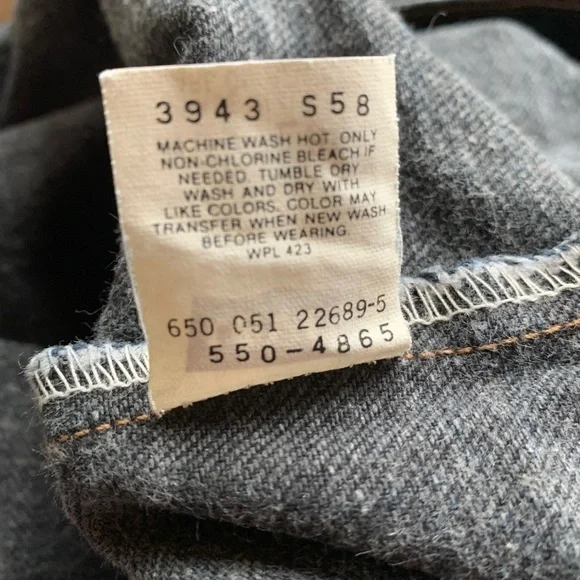 3943 S58
MACHINE WASH HOT. ONLY
NON-CHLORINE BLEACH IF
NEEDED. TUMBLE DRY
WASH AND DRY WITH
LIKE COLORS. COLOR MAY
TRANSFER WHEN NEW WASH
BEFORE WEARING.
WPL 423
650 051 22689-5
550-4865